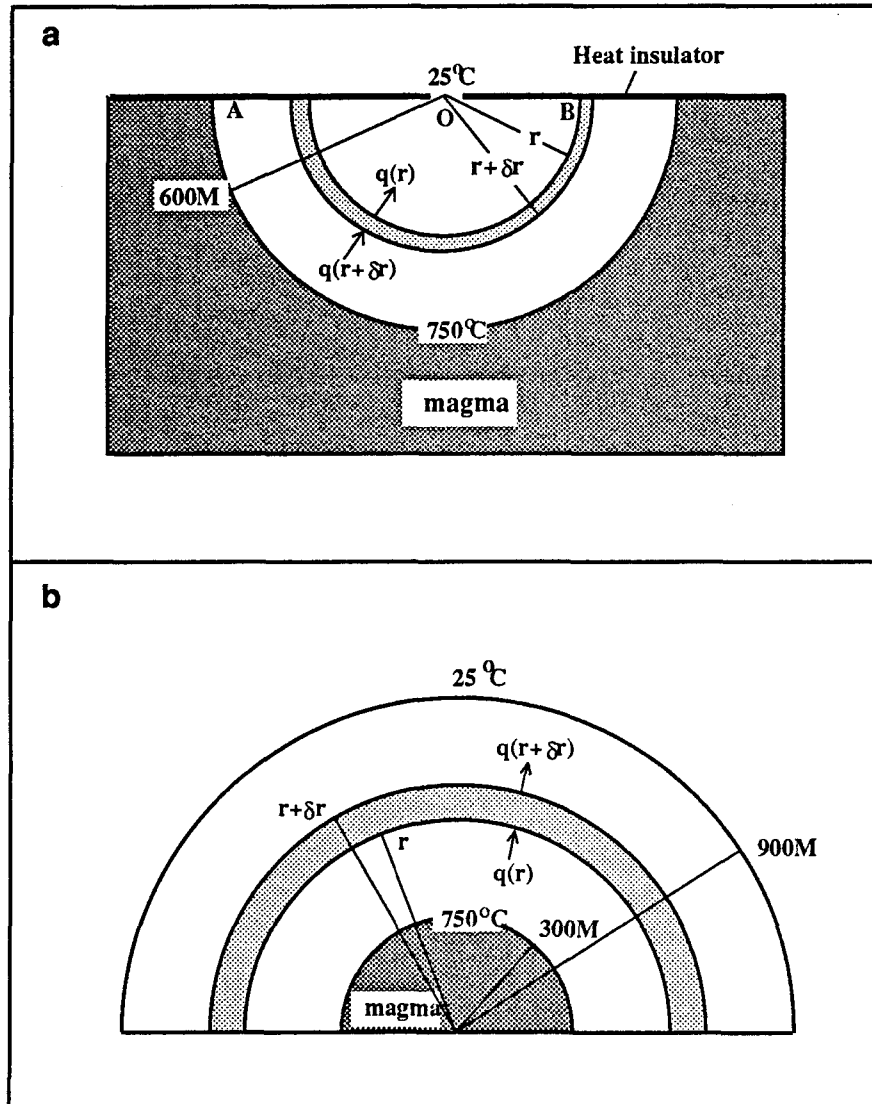 a
25°C
Heat insulator
A
O
B
r
r+δr
600M
q(r)
q(r+δr)
750°C
magma
b
25 °C
q(r+δr)
r+δr
r
q(r)
900M
750°C
300M
magma